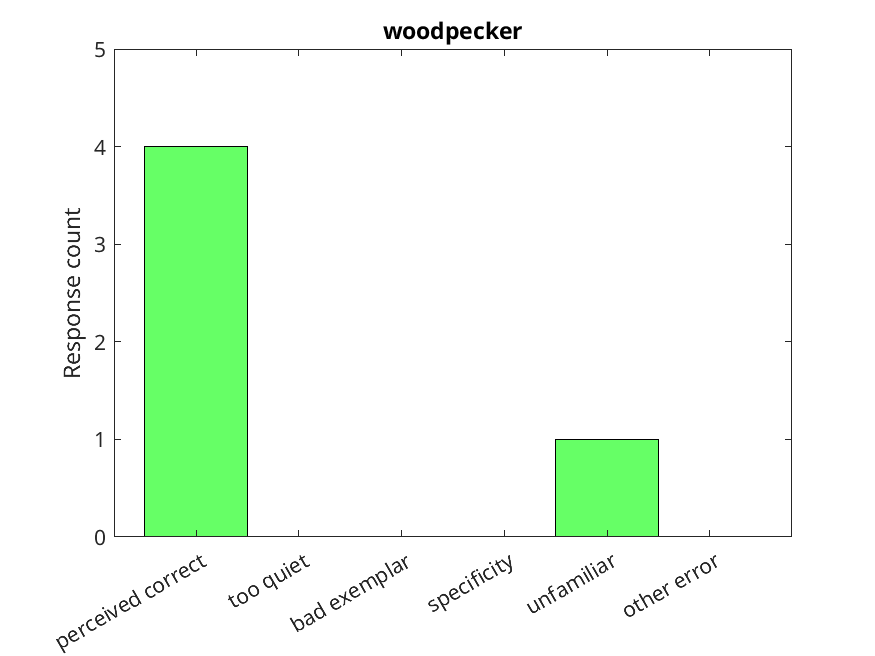 woodpecker
5
4
3
2
1
0
Response count
perceived correct
too quiet
bad exemplar
specificity
unfamiliar
other error